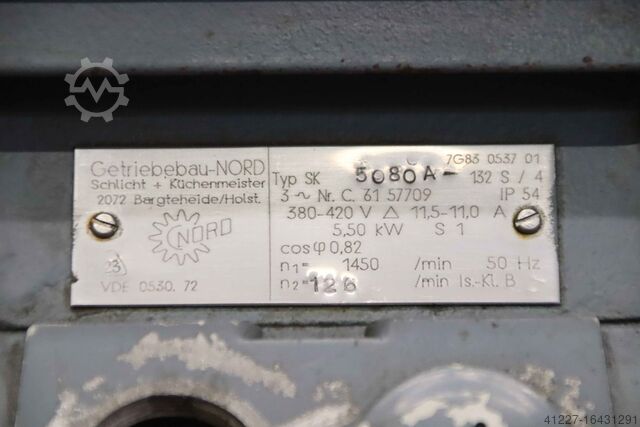 Getriebebau-NORD
Schlicht + Küchenmeister
2072 Bargteheide/Holst.
NORD
VDE 0530. 72
7G83 0537 01
Typ SK 5080A- 132 S / 4
3 ~ Nr. C. 61 57709 IP 54
380-420 V Δ 11,5-11,0 A
5,50 kW S 1
cosφ 0,82
n1= 1450 /min 50 Hz
n2= 126 /min Is.-Kl. B
41227-16431291